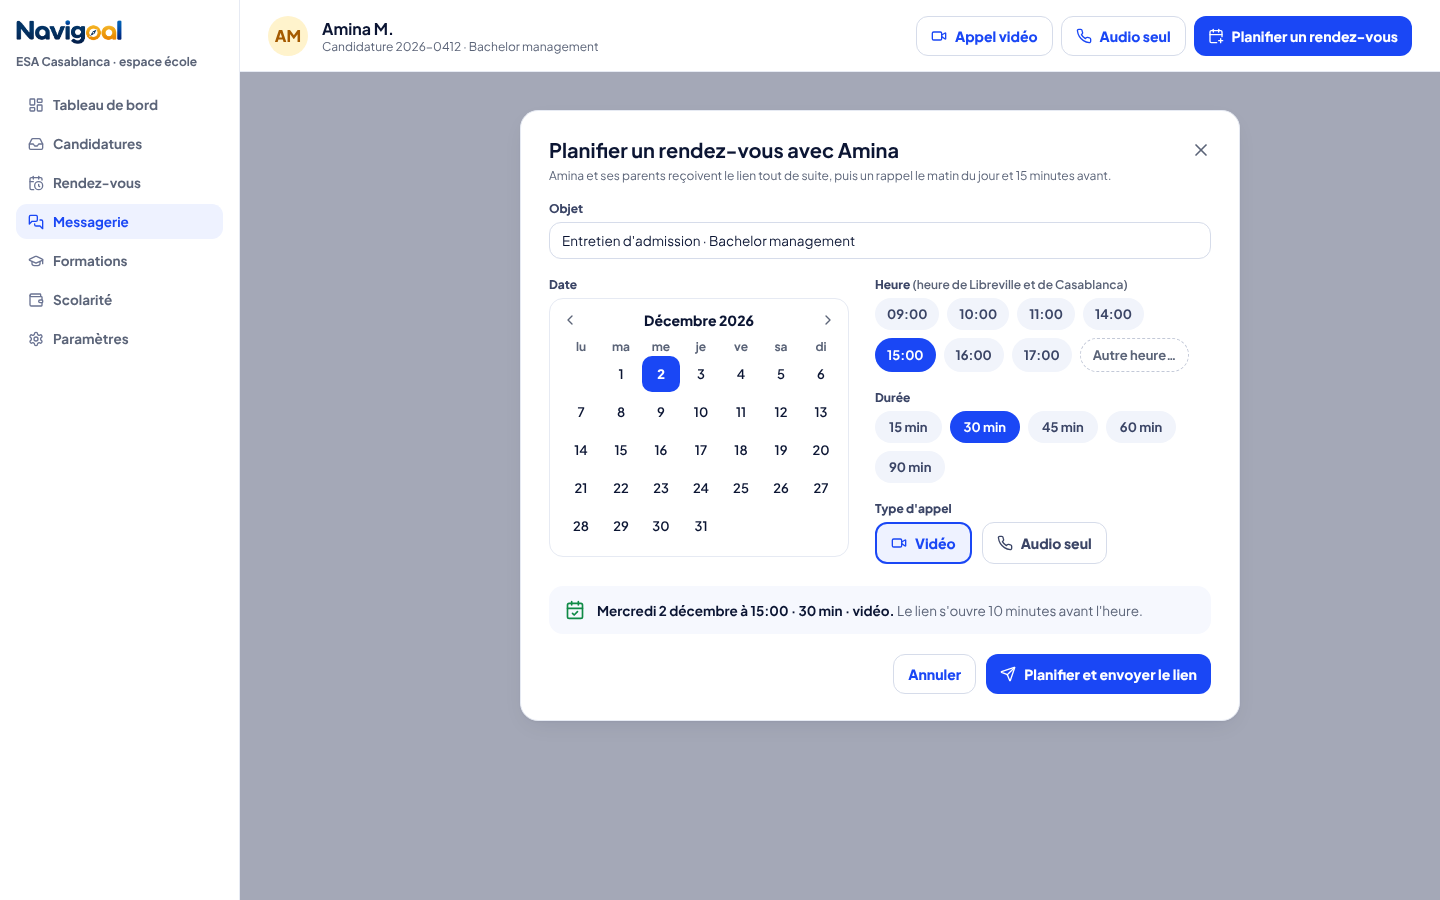 Navigoal
ESA Casablanca · espace école
Tableau de bord
Candidatures
Rendez-vous
Messagerie
Formations
Scolarité
Paramètres
AM
Amina M.
Candidature 2026-0412 · Bachelor management
Appel vidéo
Audio seul
Planifier un rendez-vous
Planifier un rendez-vous avec Amina
Amina et ses parents reçoivent le lien tout de suite, puis un rappel le matin du jour et 15 minutes avant.
Objet
Entretien d'admission · Bachelor management
Date
Décembre 2026
lu ma me je ve sa di
1 2 3 4 5 6
7 8 9 10 11 12 13
14 15 16 17 18 19 20
21 22 23 24 25 26 27
28 29 30 31
Heure (heure de Libreville et de Casablanca)
09:00 10:00 11:00 14:00
15:00 16:00 17:00 Autre heure…
Durée
15 min 30 min 45 min 60 min
90 min
Type d'appel
Vidéo Audio seul
Mercredi 2 décembre à 15:00 · 30 min · vidéo. Le lien s'ouvre 10 minutes avant l'heure.
Annuler
Planifier et envoyer le lien